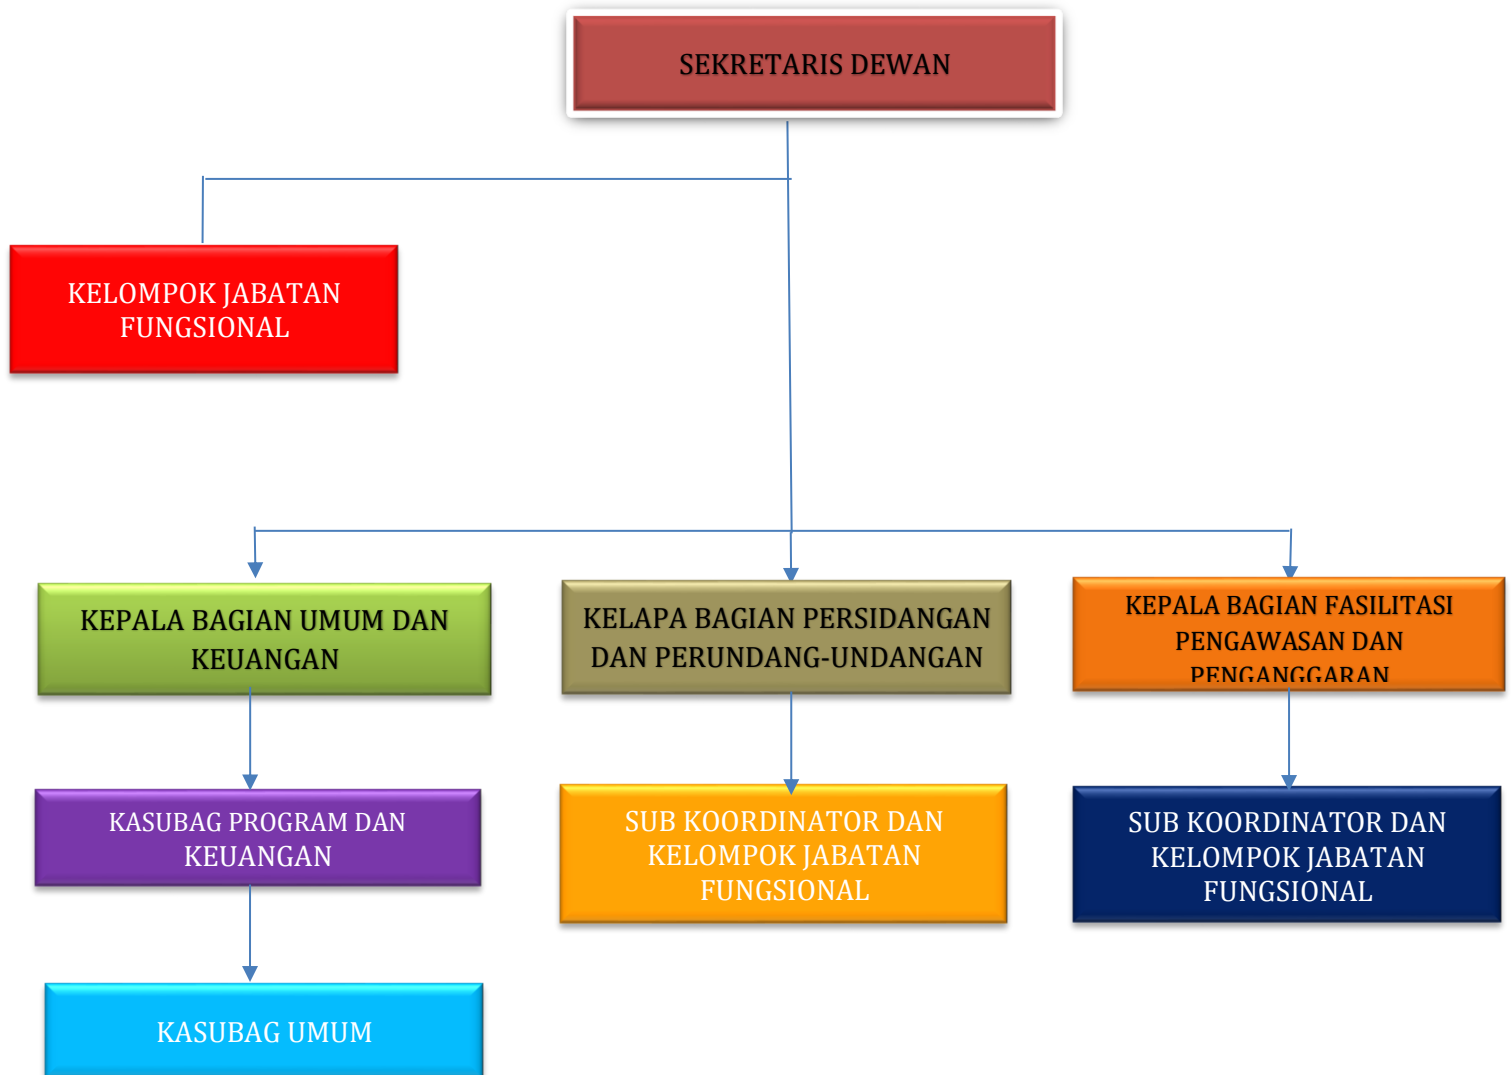 SEKRETARIS DEWAN
KELOMPOK JABATAN
FUNGSIONAL
KEPALA BAGIAN UMUM DAN
KEUANGAN
KELAPA BAGIAN PERSIDANGAN
DAN PERUNDANG-UNDANGAN
KEPALA BAGIAN FASILITASI
PENGAWASAN DAN
PENGANGGARAN
KASUBAG PROGRAM DAN
KEUANGAN
SUB KOORDINATOR DAN
KELOMPOK JABATAN
FUNGSIONAL
SUB KOORDINATOR DAN
KELOMPOK JABATAN
FUNGSIONAL
KASUBAG UMUM